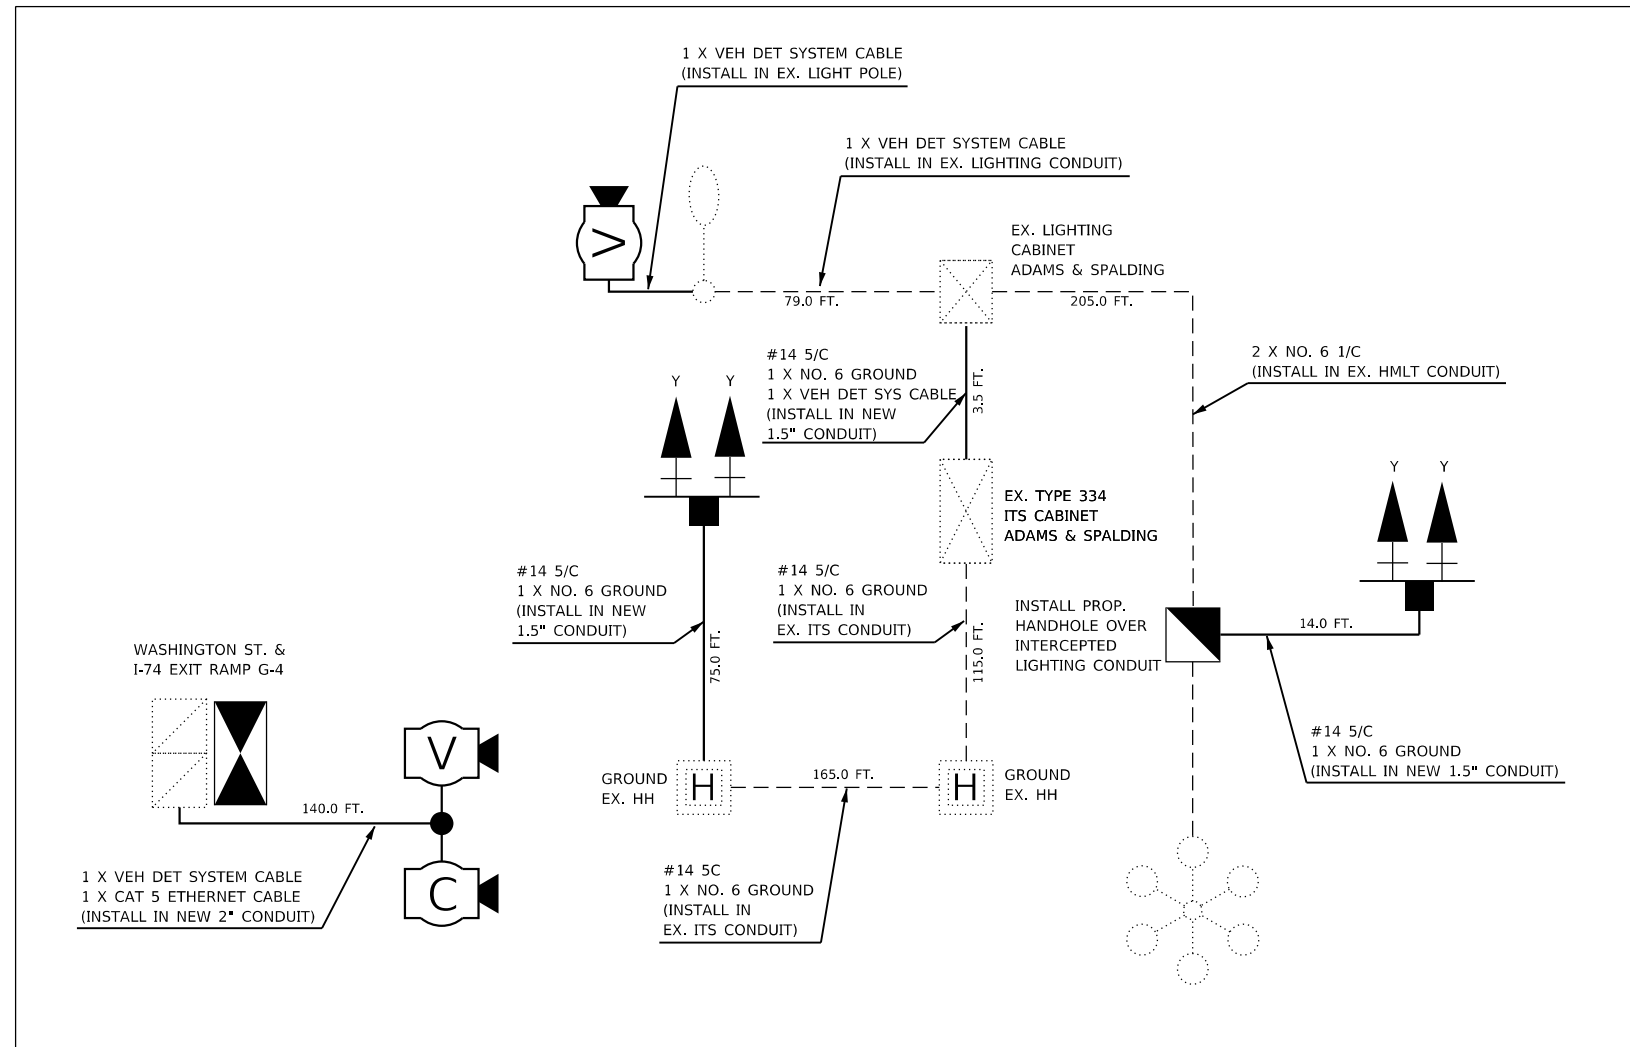 1 X VEH DET SYSTEM CABLE
(INSTALL IN EX. LIGHT POLE)
1 X VEH DET SYSTEM CABLE
(INSTALL IN EX. LIGHTING CONDUIT)
V
EX. LIGHTING
CABINET
ADAMS & SPALDING
79.0 FT.
205.0 FT.
#14 5/C
1 X NO. 6 GROUND
1 X VEH DET SYS CABLE
(INSTALL IN NEW
1.5" CONDUIT)
3.5 FT.
2 X NO. 6 1/C
(INSTALL IN EX. HMLT CONDUIT)
Y Y
Y Y
EX. TYPE 334
ITS CABINET
ADAMS & SPALDING
#14 5/C
1 X NO. 6 GROUND
(INSTALL IN NEW
1.5" CONDUIT)
75.0 FT.
#14 5/C
1 X NO. 6 GROUND
(INSTALL IN
EX. ITS CONDUIT)
115.0 FT.
INSTALL PROP.
HANDHOLE OVER
INTERCEPTED
LIGHTING CONDUIT
14.0 FT.
WASHINGTON ST. &
I-74 EXIT RAMP G-4
V
140.0 FT.
C
GROUND
EX. HH
H
165.0 FT.
H
GROUND
EX. HH
#14 5/C
1 X NO. 6 GROUND
(INSTALL IN NEW 1.5" CONDUIT)
1 X VEH DET SYSTEM CABLE
1 X CAT 5 ETHERNET CABLE
(INSTALL IN NEW 2" CONDUIT)
#14 5C
1 X NO. 6 GROUND
(INSTALL IN
EX. ITS CONDUIT)